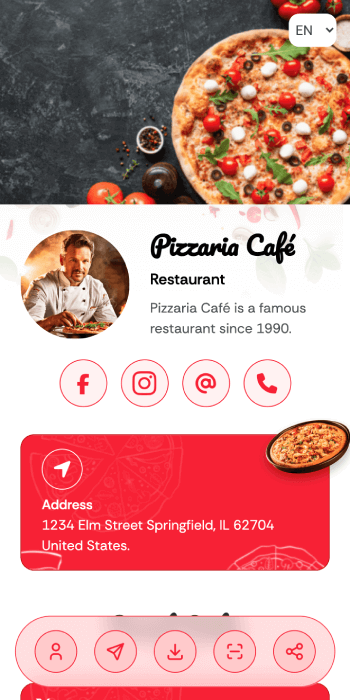 EN
Pizzaria Café
Restaurant
Pizzaria Café is a famous
restaurant since 1990.
Address
1234 Elm Street Springfield, IL 62704
United States.